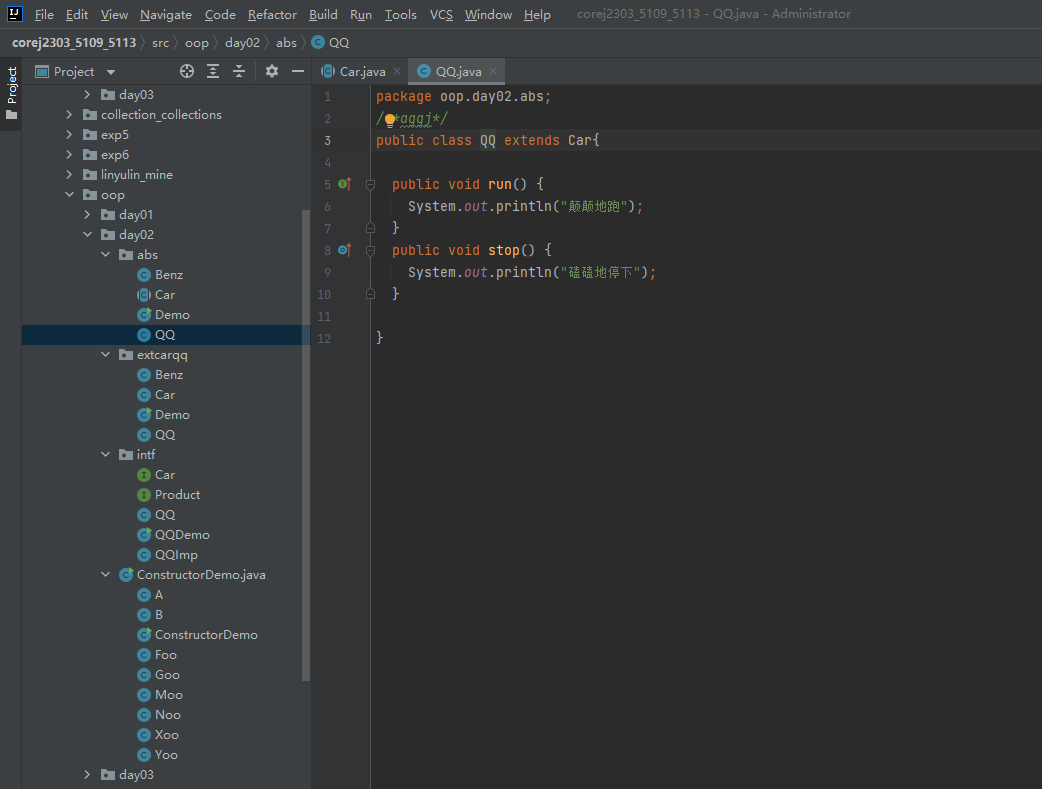 File Edit View Navigate Code Refactor Build Run Tools VCS Window Help corej2303_5109_5113 - QQ.java - Administrator
corej2303_5109_5113 src oop day02 abs QQ
Project
Project
Car.java QQ.java
day03
collection_collections
exp5
exp6
linyulin_mine
oop
day01
day02
abs
Benz
Car
Demo
QQ
extcarqq
Benz
Car
Demo
QQ
intf
Car
Product
QQ
QQDemo
QQImp
ConstructorDemo.java
A
B
ConstructorDemo
Foo
Goo
Moo
Noo
Xoo
Yoo
day03
1 package oop.day02.abs;
2 /**qqqj*/
3 public class QQ extends Car{
4
5 public void run() {
6 System.out.println("颠颠地跑");
7 }
8 public void stop() {
9 System.out.println("磕磕地停下");
10 }
11
12 }